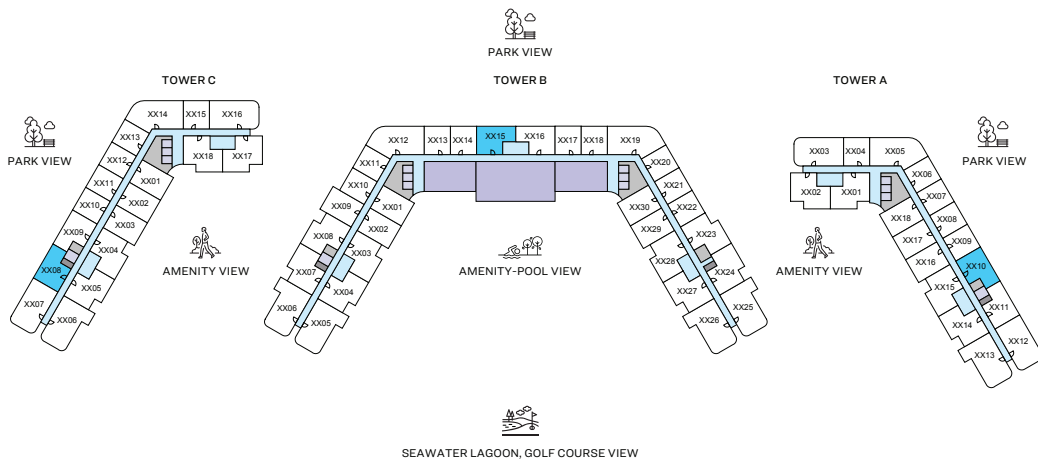 PARK VIEW
TOWER C
TOWER B
TOWER A
PARK VIEW
PARK VIEW
XX14
XX15
XX16
XX13
XX12
XX11
XX10
XX09
XX08
XX07
XX06
XX05
XX04
XX03
XX02
XX01
XX18
XX17
AMENITY VIEW
XX12
XX13
XX14
XX15
XX16
XX17
XX18
XX19
XX11
XX10
XX09
XX08
XX07
XX06
XX05
XX04
XX03
XX02
XX01
XX20
XX21
XX22
XX23
XX24
XX25
XX26
XX27
XX28
XX29
XX30
AMENITY-POOL VIEW
XX03
XX04
XX05
XX02
XX01
XX06
XX07
XX08
XX09
XX10
XX11
XX12
XX13
XX14
XX15
XX16
XX17
XX18
AMENITY VIEW
SEAWATER LAGOON, GOLF COURSE VIEW